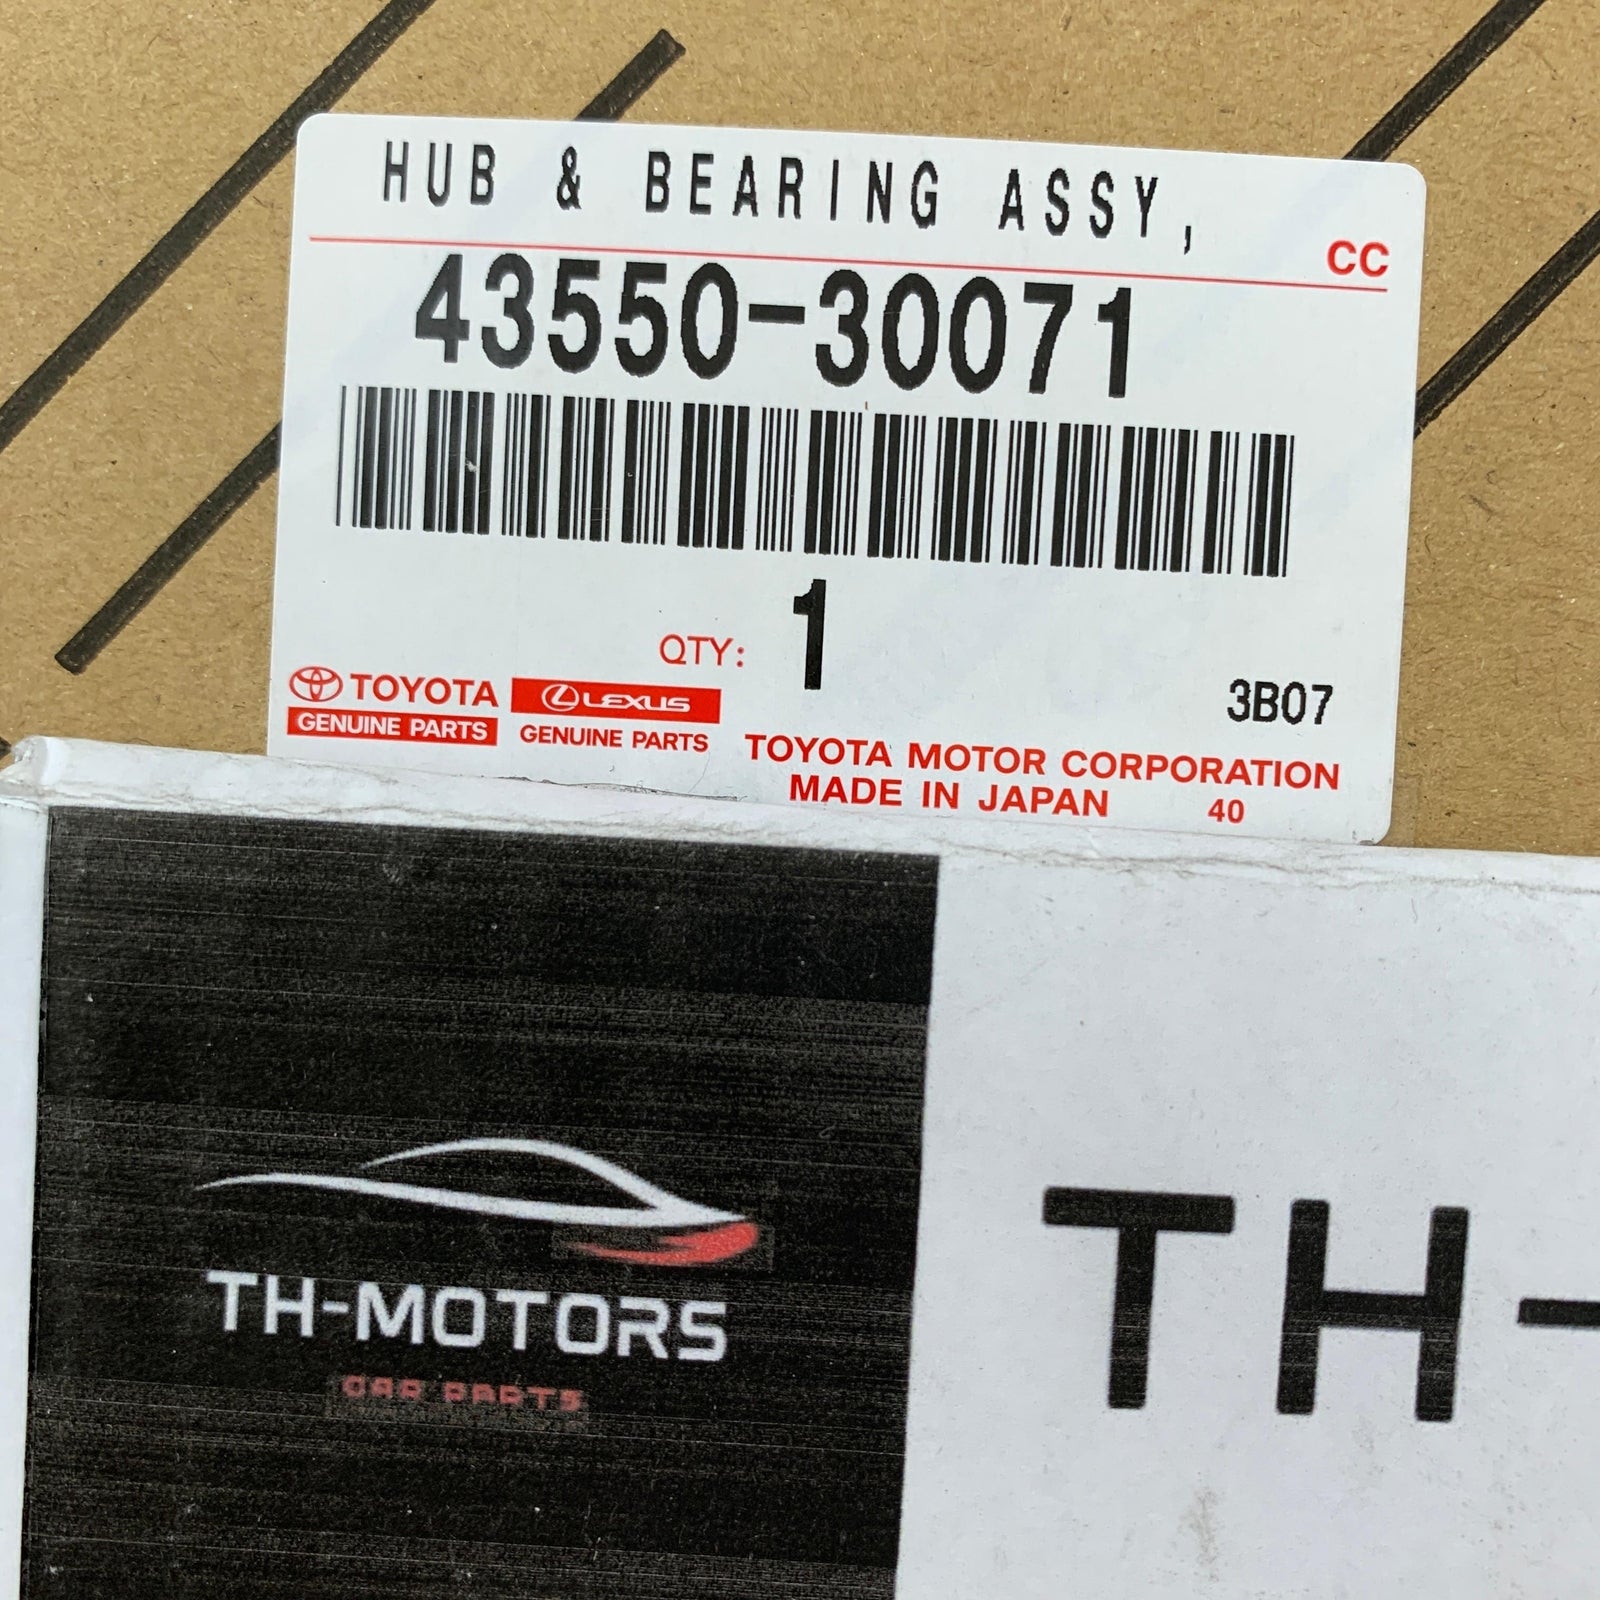 HUB & BEARING ASSY,
CC
43550-30071
QTY: 1
3B07
TOYOTA LEXUS
GENUINE PARTS GENUINE PARTS
TOYOTA MOTOR CORPORATION
MADE IN JAPAN 40
TH-MOTORS
CAR PARTS
TH-